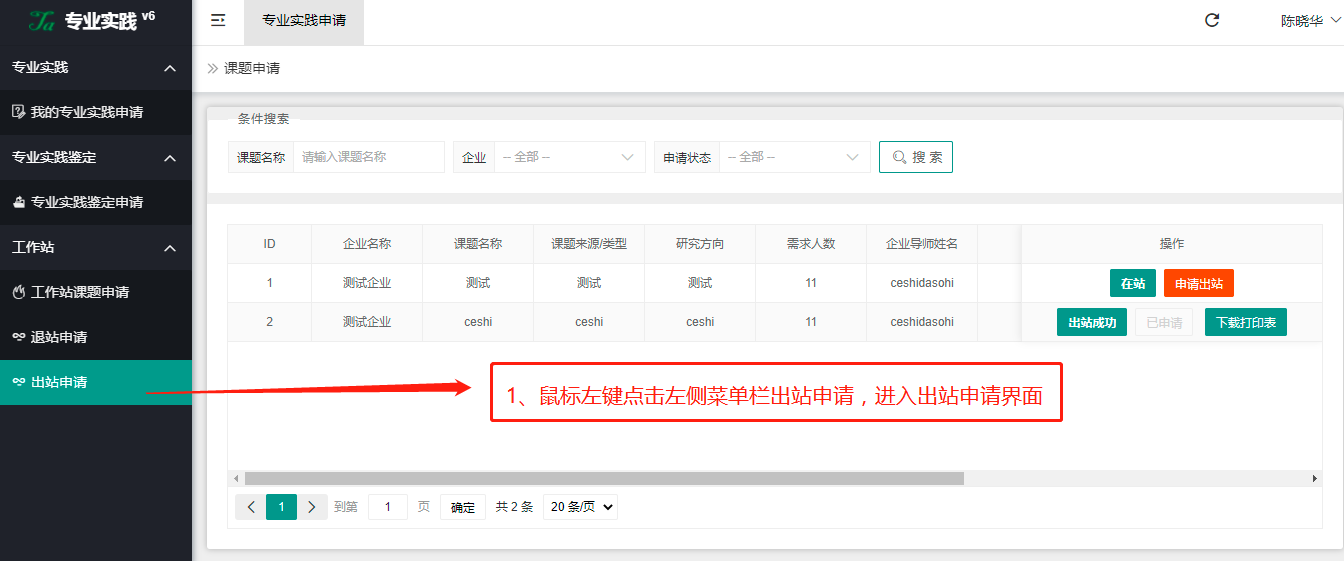 Ta 专业实践 v6
专业实践申请
陈晓华
专业实践
课题申请
我的专业实践申请
条件搜索
专业实践鉴定
课题名称 请输入课题名称 企业 -- 全部 -- 申请状态 -- 全部 -- 搜 索
专业实践鉴定申请
工作站
ID 企业名称 课题名称 课题来源/类型 研究方向 需求人数 企业导师姓名 操作
工作站课题申请
1 测试企业 测试 测试 测试 11 ceshidasohi 在站 申请出站
退站申请
2 测试企业 ceshi ceshi ceshi 11 ceshidasohi 出站成功 已申请 下载打印表
出站申请
1、鼠标左键点击左侧菜单栏出站申请，进入出站申请界面
1 到第 1 页 确定 共 2 条 20 条/页